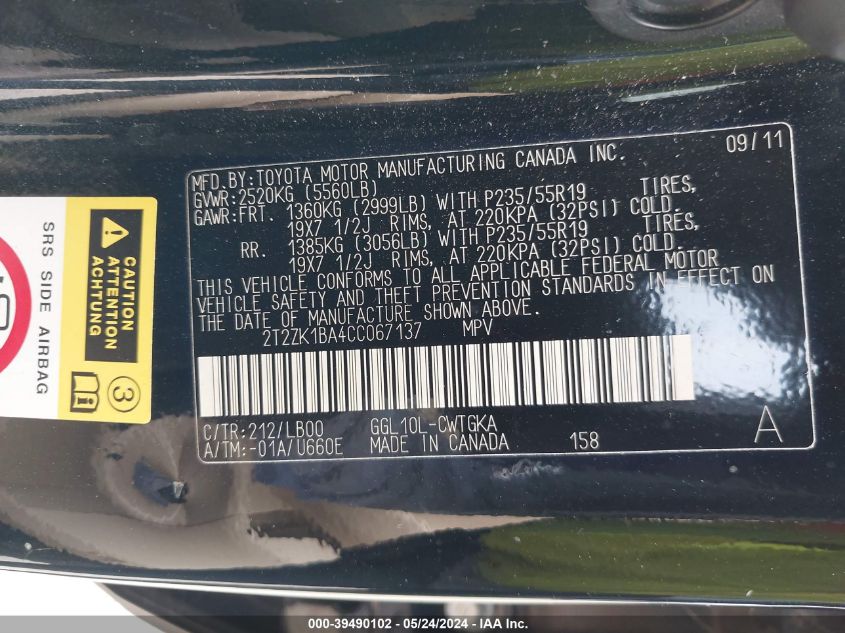 MFD.BY:TOYOTA MOTOR MANUFACTURING CANADA INC. 09/11
GVWR:2520KG (5560LB)
GAWR:FRT. 1360KG (2999LB) WITH P235/55R19 TIRES,
19X7 1/2J RIMS, AT 220KPA (32PSI) COLD.
RR. 1385KG (3056LB) WITH P235/55R19 TIRES,
19X7 1/2J RIMS, AT 220KPA (32PSI) COLD.
THIS VEHICLE CONFORMS TO ALL APPLICABLE FEDERAL MOTOR
VEHICLE SAFETY AND THEFT PREVENTION STANDARDS IN EFFECT ON
THE DATE OF MANUFACTURE SHOWN ABOVE.
2T2ZK1BA4CC067137 MPV
C/TR:212/LB00 GGL10L-CWTGKA
A/TM:-01A/U660E MADE IN CANADA 158 A
SRS SIDE AIRBAG
CAUTION
ATTENTION
ACHTUNG
3
000-39490102 - 05/24/2024 - IAA Inc.